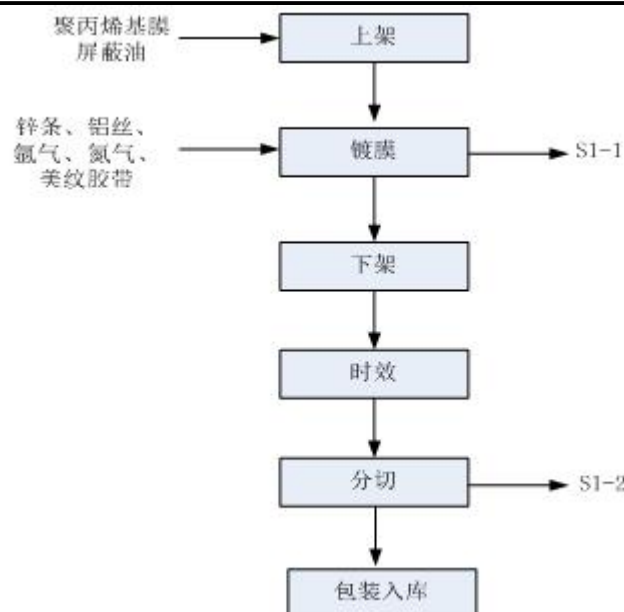 聚丙烯基膜
屏蔽油
上架
锌条、铝丝、
氩气、氮气、
美纹胶带
镀膜
S1-1
下架
时效
分切
S1-2
包装入库